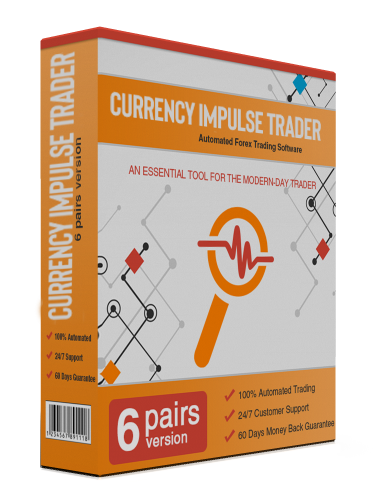 CURRENCY IMPULSE TRADER
6 pairs version
100% Automated
24/7 Support
60 Days Guarantee
CURRENCY IMPULSE TRADER
Automated Forex Trading Software
AN ESSENTIAL TOOL FOR THE MODERN-DAY TRADER
6 pairs
version
100% Automated Trading
24/7 Customer Support
60 Days Money Back Guarantee
1234567891118